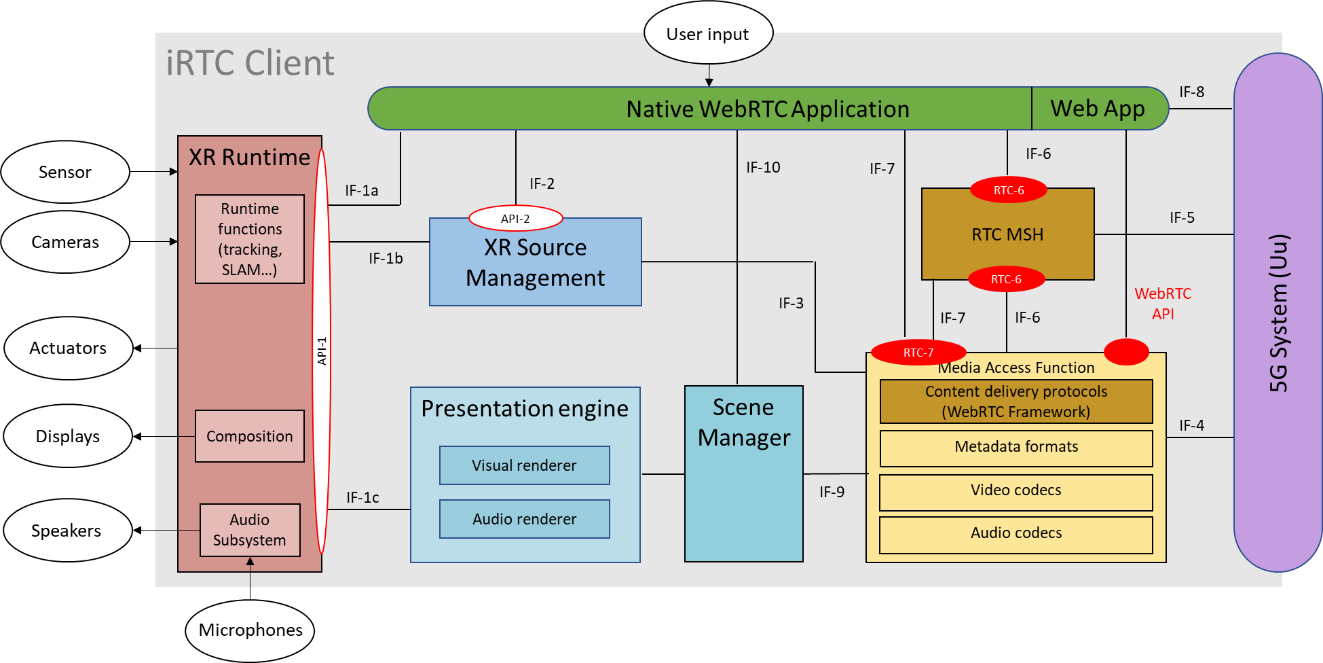 User input
iRTC Client
Native WebRTC Application
Web App
IF-8
XR Runtime
Sensor
IF-1a
IF-2
IF-10
IF-7
IF-6
RTC-6
Runtime
functions
(tracking,
SLAM...)
API-2
Cameras
IF-1b
XR Source
Management
RTC MSH
IF-5
RTC-6
IF-3
IF-7
IF-6
WebRTC
API
5G System (Uu)
Actuators
API-1
RTC-7
Media Access Function
Content delivery protocols
(WebRTC Framework)
Presentation engine
Scene
Manager
Displays
Composition
Metadata formats
IF-4
Visual renderer
IF-1c
IF-9
Video codecs
Speakers
Audio
Subsystem
Audio renderer
Audio codecs
Microphones